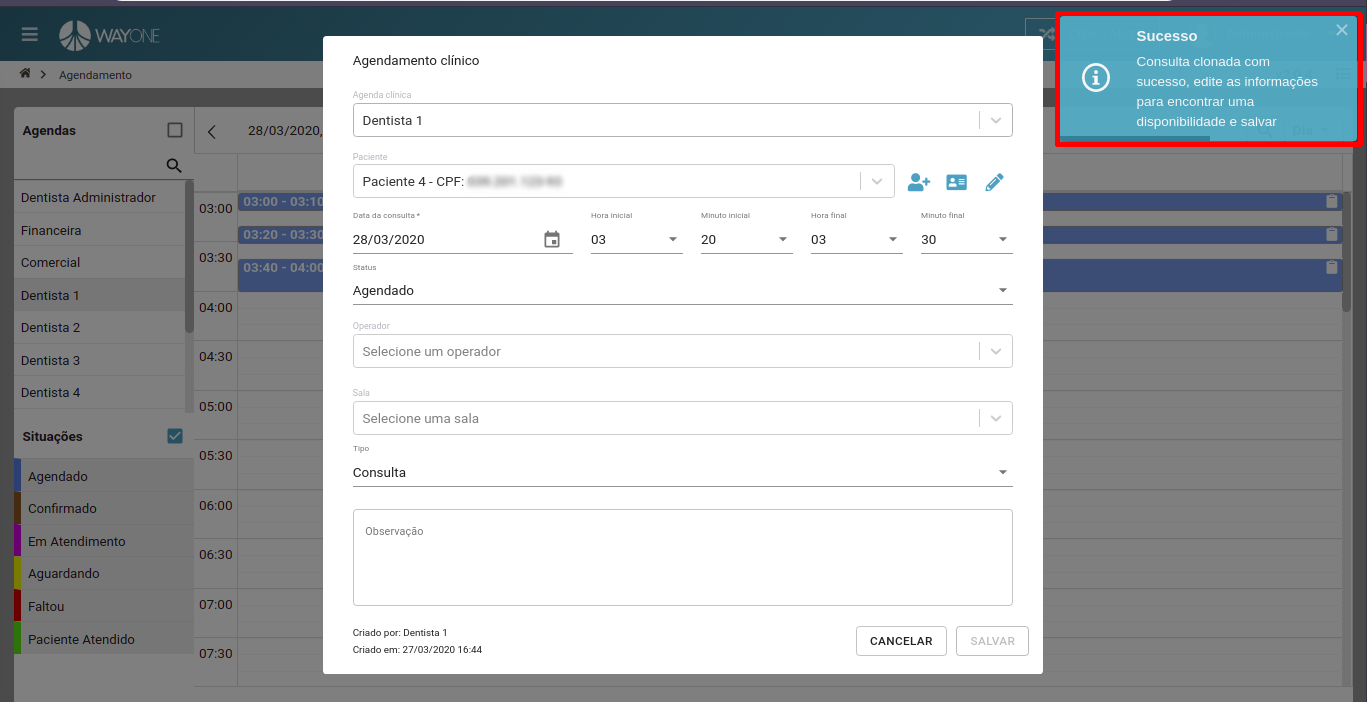 WAYONE
Agendamento
Agendas
Dentista Administrador
Financeira
Comercial
Dentista 1
Dentista 2
Dentista 3
Dentista 4
Situações
Agendado
Confirmado
Em Atendimento
Aguardando
Faltou
Paciente Atendido
28/03/2020,
03:00
03:30
04:00
04:30
05:00
05:30
06:00
06:30
07:00
07:30
03:00 - 03:10
03:20 - 03:30
03:40 - 04:00
Agendamento clínico
Agenda clínica
Dentista 1
Paciente
Paciente 4 - CPF:
Data da consulta *
28/03/2020
Hora inicial
03
Minuto inicial
20
Hora final
03
Minuto final
30
Status
Agendado
Operador
Selecione um operador
Sala
Selecione uma sala
Tipo
Consulta
Observação
Criado por: Dentista 1
Criado em: 27/03/2020 16:44
CANCELAR
SALVAR
Sucesso
Consulta clonada com
sucesso, edite as informações
para encontrar uma
disponibilidade e salvar
Dia